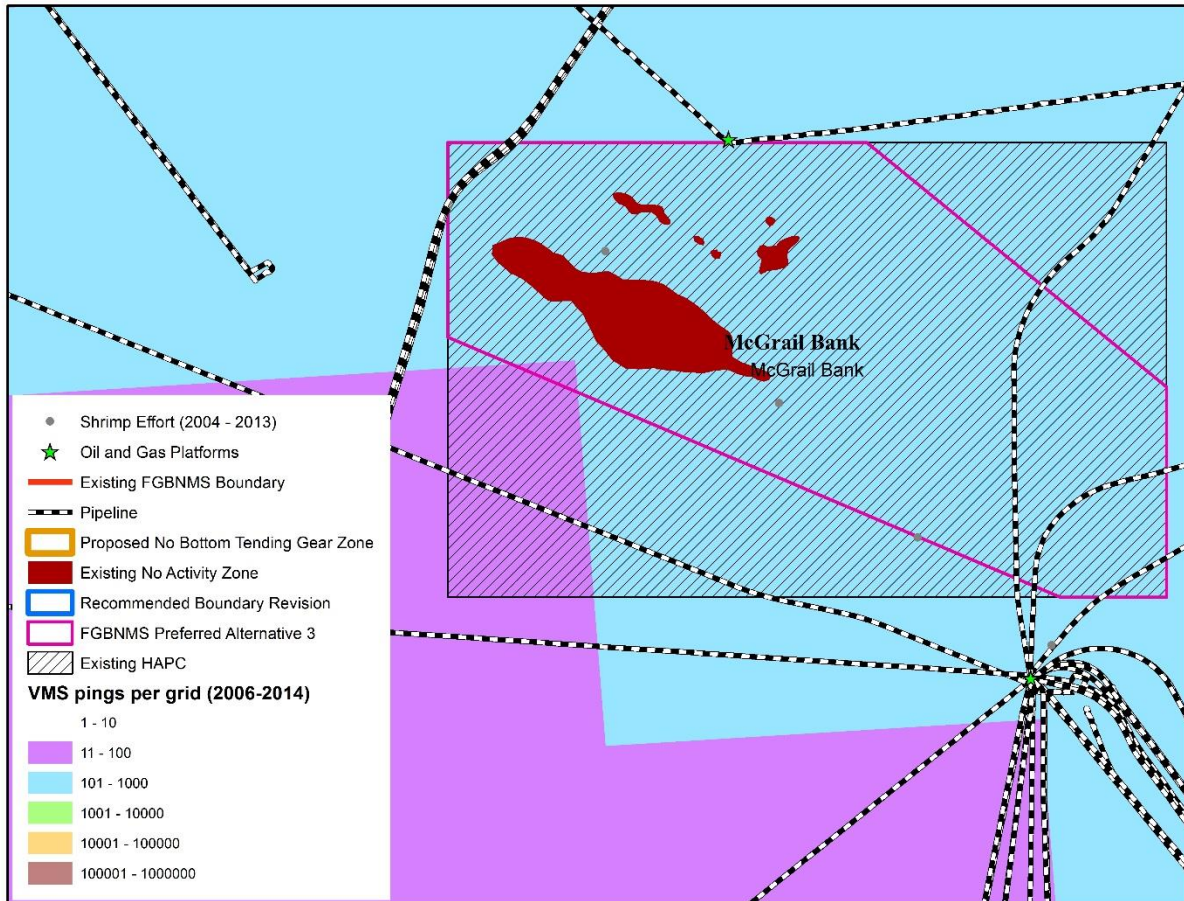 McGrail Bank
McGrail Bank
Shrimp Effort (2004 - 2013)
Oil and Gas Platforms
Existing FGBNMS Boundary
Pipeline
Proposed No Bottom Tending Gear Zone
Existing No Activity Zone
Recommended Boundary Revision
FGBNMS Preferred Alternative 3
Existing HAPC
VMS pings per grid (2006-2014)
1 - 10
11 - 100
101 - 1000
1001 - 10000
10001 - 100000
100001 - 1000000